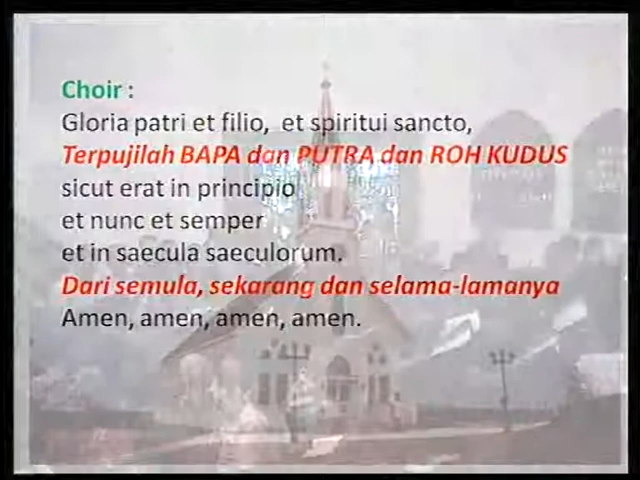 Choir :
Gloria patri et filio, et spiritui sancto,
Terpujilah BAPA dan PUTRA dan ROH KUDUS
sicut erat in principio
et nunc et semper
et in saecula saeculorum.
Dari semula, sekarang dan selama-lamanya
Amen, amen, amen, amen.